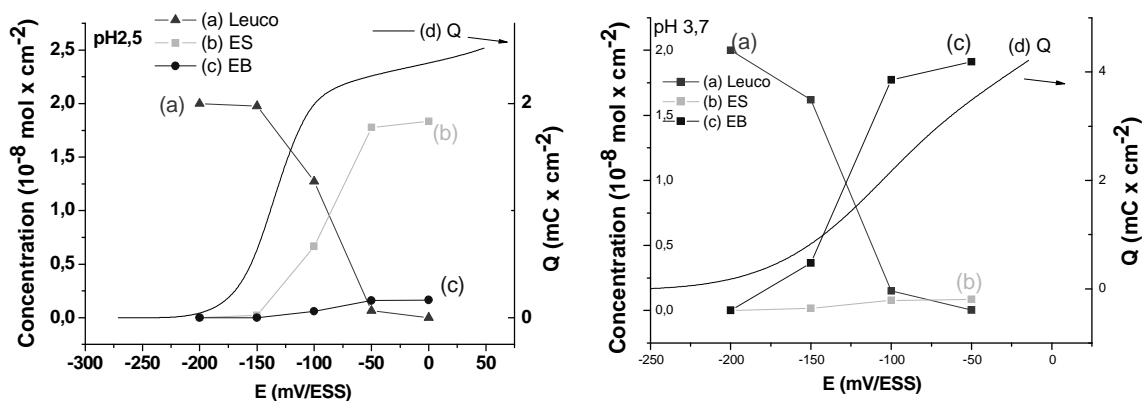 pH2,5
(a) Leuco
(b) ES
(c) EB
(d) Q
(a)
(b)
(c)
2,5
2,0
1,5
1,0
0,5
0,0
Concentration (10⁻⁸ mol x cm⁻²)
-300 -250 -200 -150 -100 -50 0 50
E (mV/ESS)
2
0
Q (mC x cm⁻²)
pH 3,7
(a)
(c)
(d) Q
(a) Leuco
(b) ES
(c) EB
(b)
2,0
1,5
1,0
0,5
0,0
Concentration (10⁻⁸ mol x cm⁻²)
-250 -200 -150 -100 -50 0
E (mV/ESS)
4
2
0
Q (mC x cm⁻²)